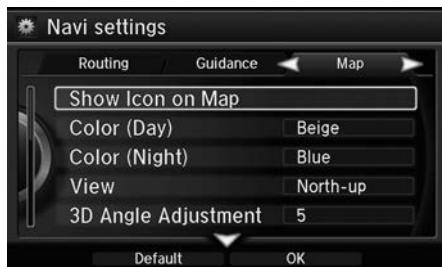 Navi settings
Routing Guidance Map
Show Icon on Map
Color (Day) Beige
Color (Night) Blue
View North-up
3D Angle Adjustment 5
Default OK